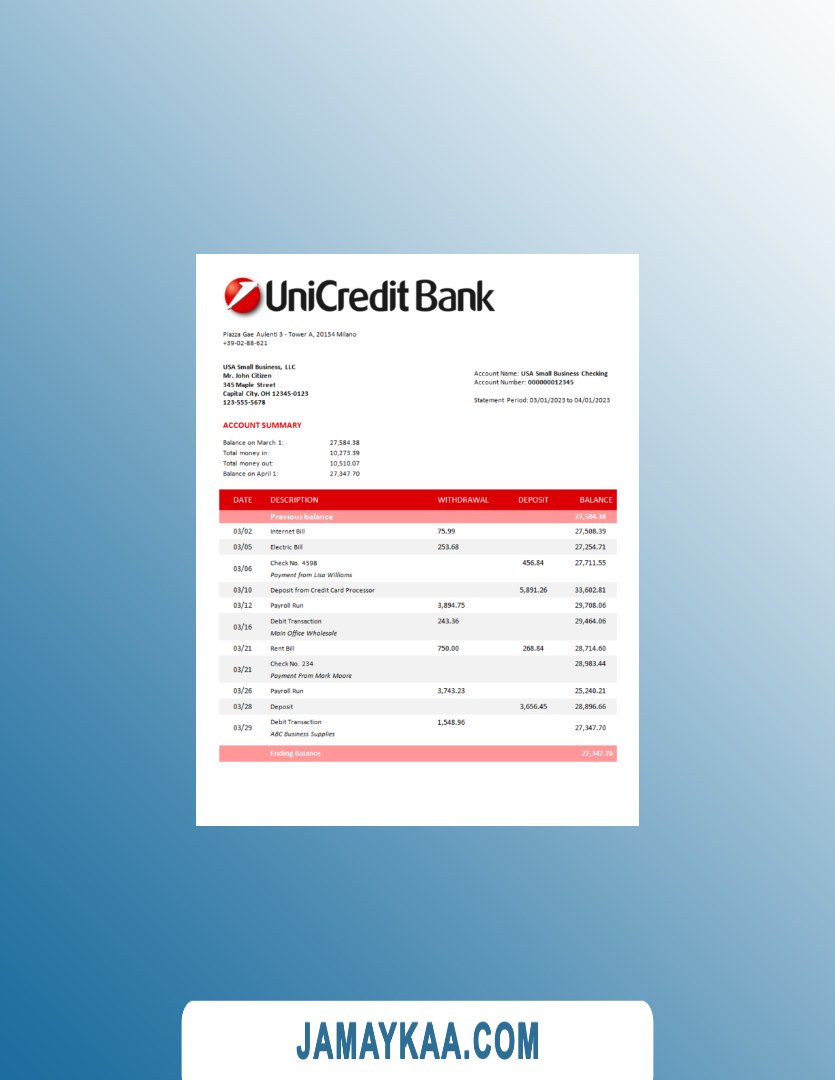 UniCredit Bank
Piazza Gae Aulenti 3 - Tower A, 20154 Milano
+39-02-88-621
USA Small Business, LLC
Mr. John Citizen
345 Maple Street
Capital City, OH 12345-0123
123-555-5678
Account Name: USA Small Business Checking
Account Number: 000000012345
Statement Period: 03/01/2023 to 04/01/2023
ACCOUNT SUMMARY
Balance on March 1: 27,584.38
Total money in: 10,273.39
Total money out: 10,510.07
Balance on April 1: 27,347.70
DATE DESCRIPTION WITHDRAWAL DEPOSIT BALANCE
Previous balance 27,584.38
03/02 Internet Bill 75.99 27,508.39
03/05 Electric Bill 253.68 27,254.71
03/06 Check No. 4598 456.84 27,711.55
Payment from Lisa Williams
03/10 Deposit from Credit Card Processor 5,891.26 33,602.81
03/12 Payroll Run 3,894.75 29,708.06
03/16 Debit Transaction 243.36 29,464.06
Main Office Wholesale
03/21 Rent Bill 750.00 268.84 28,714.60
03/21 Check No. 234 28,983.44
Payment From Mark Moore
03/26 Payroll Run 3,743.23 25,240.21
03/28 Deposit 3,656.45 28,896.66
03/29 Debit Transaction 1,548.96 27,347.70
ABC Business Supplies
Ending Balance 27,347.70
JAMAYKAA.COM